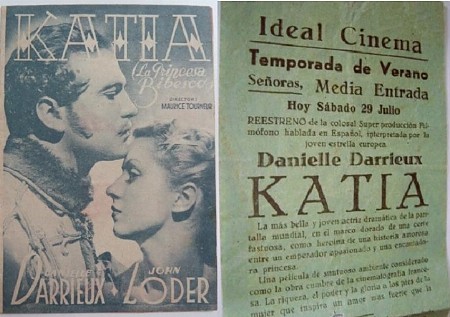 KATIA
(La Princesa
Bibesco)
DIRECTOR:
MAURICE TOURNEUR
DANIELLE
DARRIEUX
JOHN
LODER
Ideal Cinema
Temporada de Verano
Señoras, Media Entrada
Hoy Sábado 29 Julio
REESTRENO de la colosal Super producción Fil-
mófono hablada en Español, interpretada por la
joven estrella europea
Danielle Darrieux
KATIA
La más bella y joven actriz dramática de la pan-
talla mundial, en el marco dorado de una corte
fastuosa, como heroína de una historia amorosa
entre un emperador apasionado y una encantado-
ra princesa.
Una película de suntuoso ambiente considerado
como la obra cumbre de la cinematografía france-
sa. La riqueza, el poder y la gloria a los pies de la
mujer que inspira un amor más fuerte que la